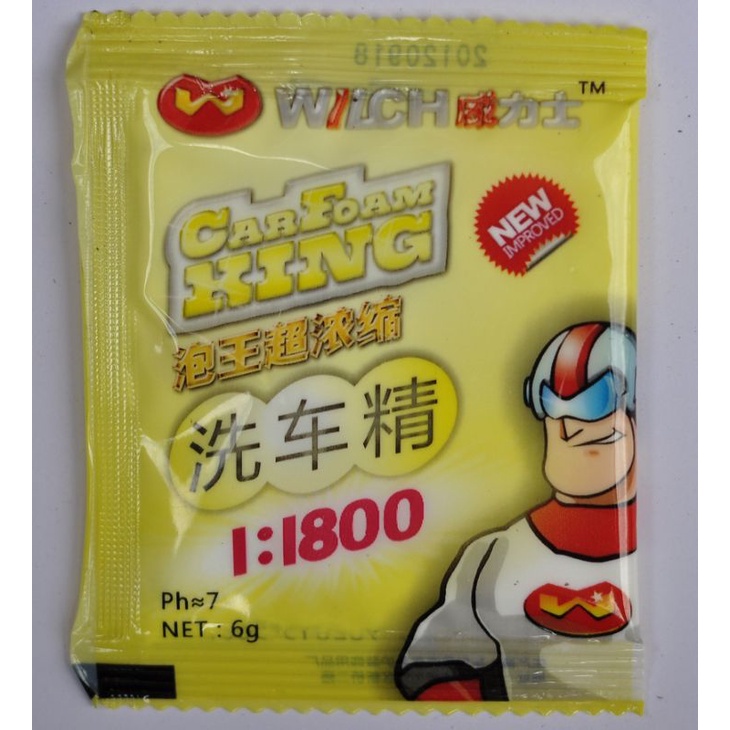 20120918
W//LCH 威力士 TM
CAR FOAM
KING
NEW
IMPROVED
泡王超浓缩
洗车精
1:1800
Ph≈7
NET : 6g